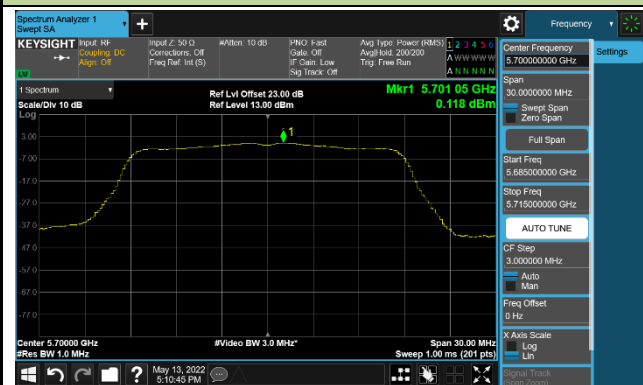 Spectrum Analyzer 1
Swept SA
+
Frequency
KEYSIGHT
Input: RF
Coupling: DC
Align: Off
Input Z: 50 Ω
Corrections: Off
Freq Ref: Int (S)
#Atten: 10 dB
PNO: Fast
Gate: Off
IF Gain: Low
Sig Track: Off
Avg Type: Power (RMS)
Avg|Hold: 200/200
Trig: Free Run
1 2 3 4 5 6
A W W W W W
A N N N N N
LXI
1 Spectrum
Scale/Div 10 dB
Log
Ref Lvl Offset 23.00 dB
Ref Level 13.00 dBm
Mkr1 5.701 05 GHz
0.118 dBm
1
3.00
-7.00
-17.0
-27.0
-37.0
-47.0
-57.0
-67.0
-77.0
Center 5.70000 GHz
#Res BW 1.0 MHz
#Video BW 3.0 MHz*
Span 30.00 MHz
Sweep 1.00 ms (201 pts)
Center Frequency
5.700000000 GHz
Settings
Span
30.0000000 MHz
Swept Span
Zero Span
Full Span
Start Freq
5.685000000 GHz
Stop Freq
5.715000000 GHz
AUTO TUNE
CF Step
3.000000 MHz
Auto
Man
Freq Offset
0 Hz
X Axis Scale
Log
Lin
Signal Track
(Span Zoom)
?
May 13, 2022
5:10:45 PM